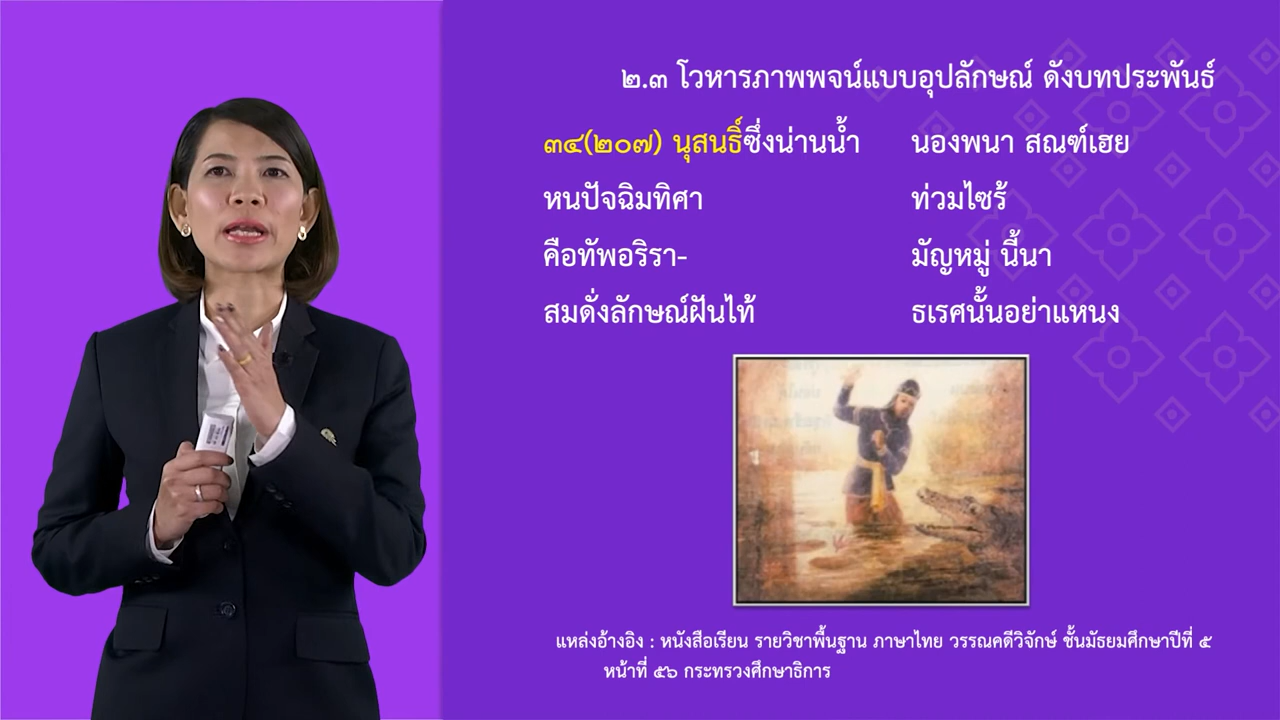 ๒.๓ โวหารภาพพจน์แบบอุปลักษณ์ ดังบทประพันธ์
๓๔(๒๐๗) นุสนธิ์ซึ่งน่านน้ำ นองพนา สณฑ์เฮย
หนปัจฉิมทิศา ท่วมไซร้
คือทัพอริรา- มัญหมู่ นี้นา
สมดั่งลักษณ์ฝันไท้ ธเรศนั้นอย่าแหนง
แหล่งอ้างอิง : หนังสือเรียน รายวิชาพื้นฐาน ภาษาไทย วรรณคดีวิจักษ์ ชั้นมัธยมศึกษาปีที่ ๕
หน้าที่ ๕๖ กระทรวงศึกษาธิการ